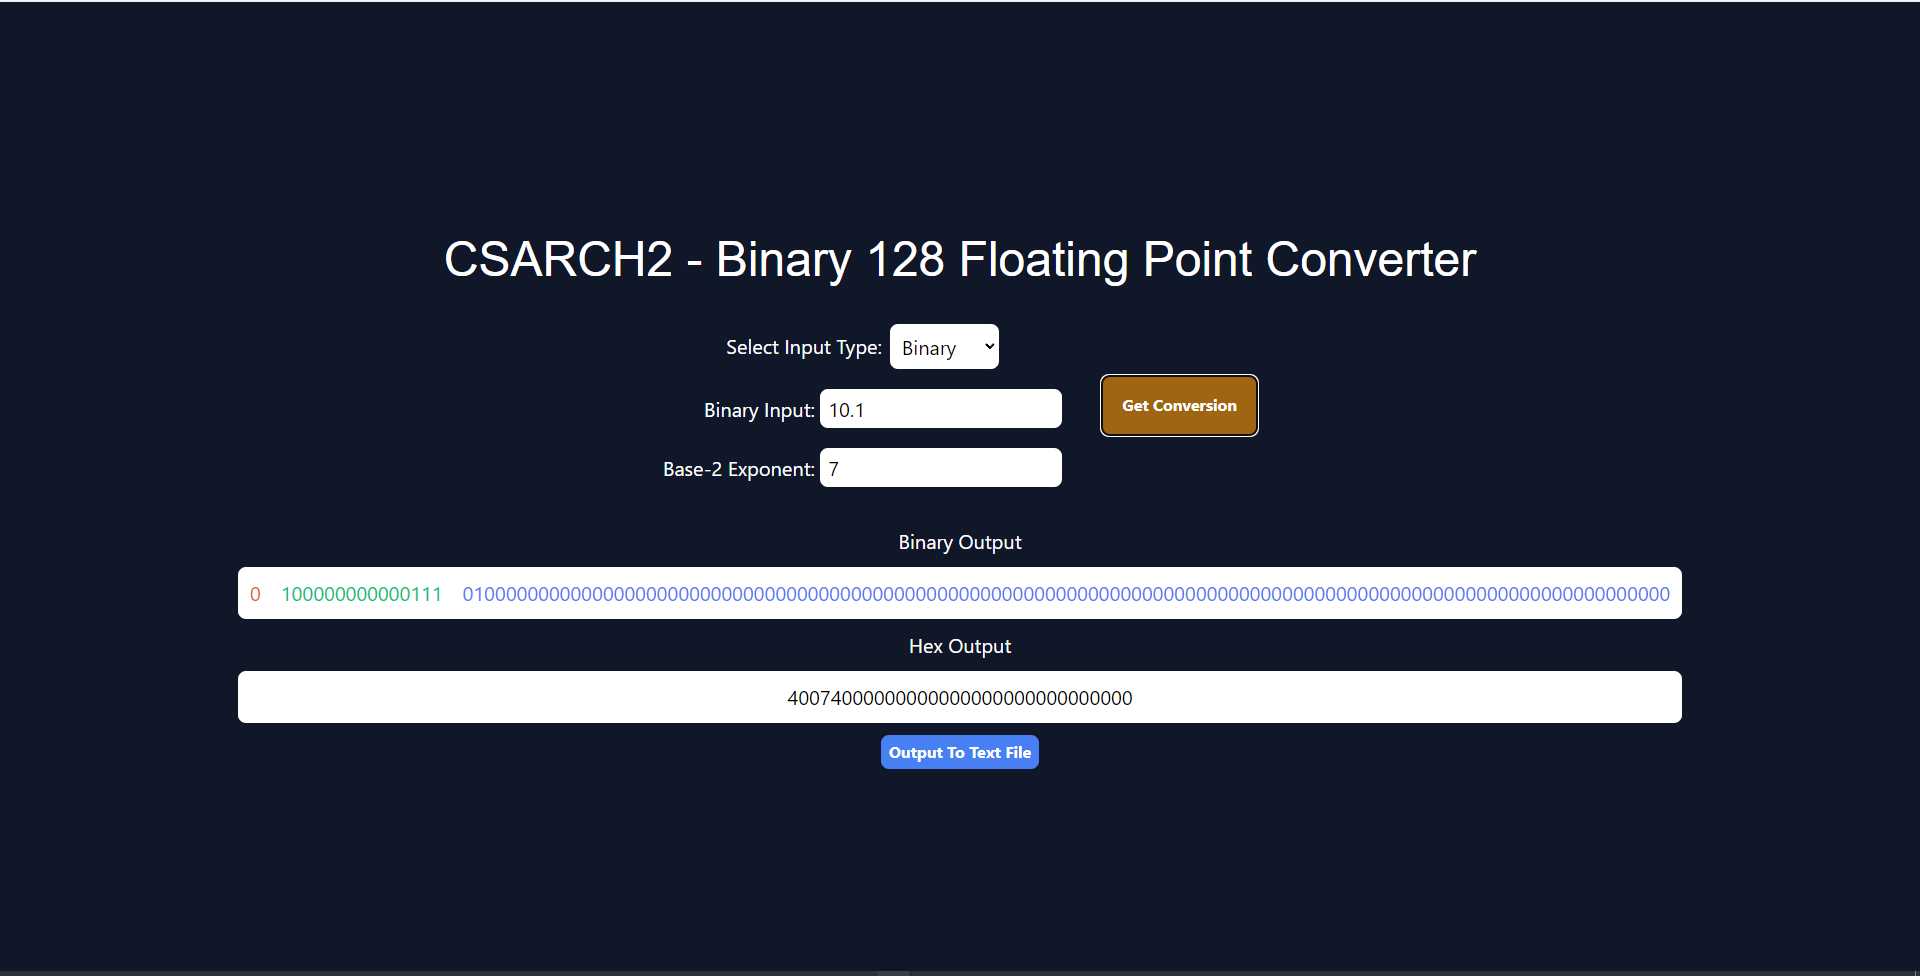 CSARCH2 - Binary 128 Floating Point Converter
Select Input Type: Binary
Binary Input: 10.1
Get Conversion
Base-2 Exponent: 7
Binary Output
0 100000000000111 0100000000000000000000000000000000000000000000000000000000000000000000000000000000000000000000000000000000000000
Hex Output
40074000000000000000000000000000
Output To Text File